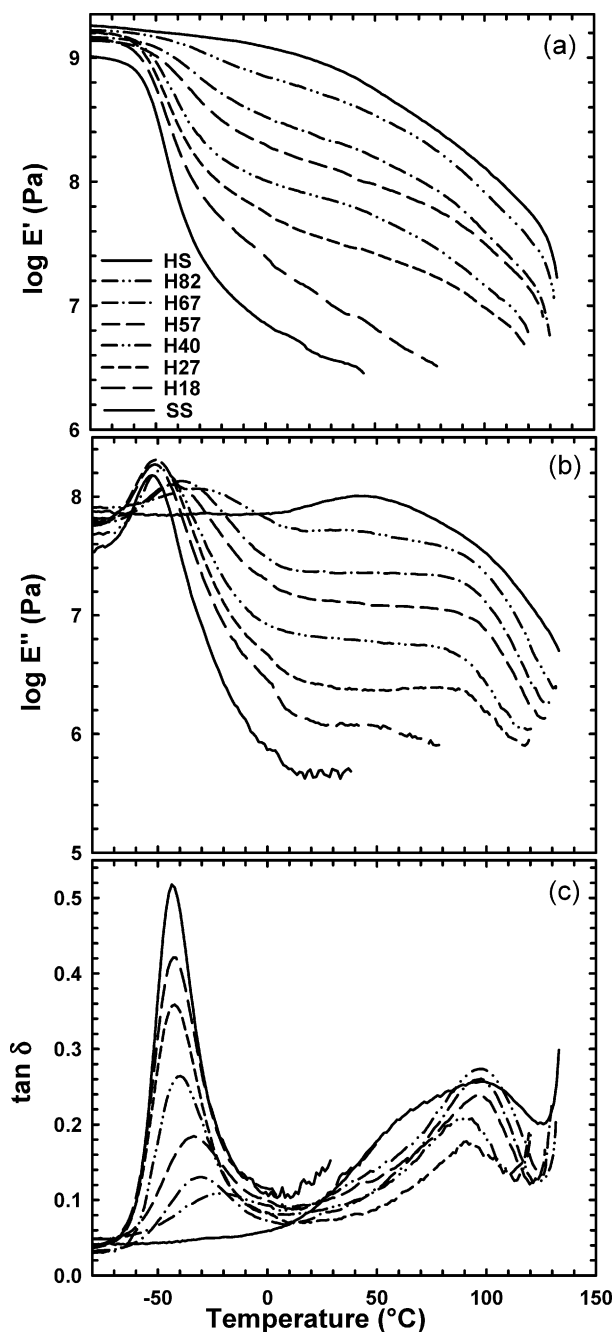 (a)
9
8
7
6
log E' (Pa)
HS
H82
H67
H57
H40
H27
H18
SS
(b)
9
8
7
6
5
log E'' (Pa)
(c)
0.5
0.4
0.3
0.2
0.1
0.0
tan δ
-50 0 50 100 150
Temperature (°C)